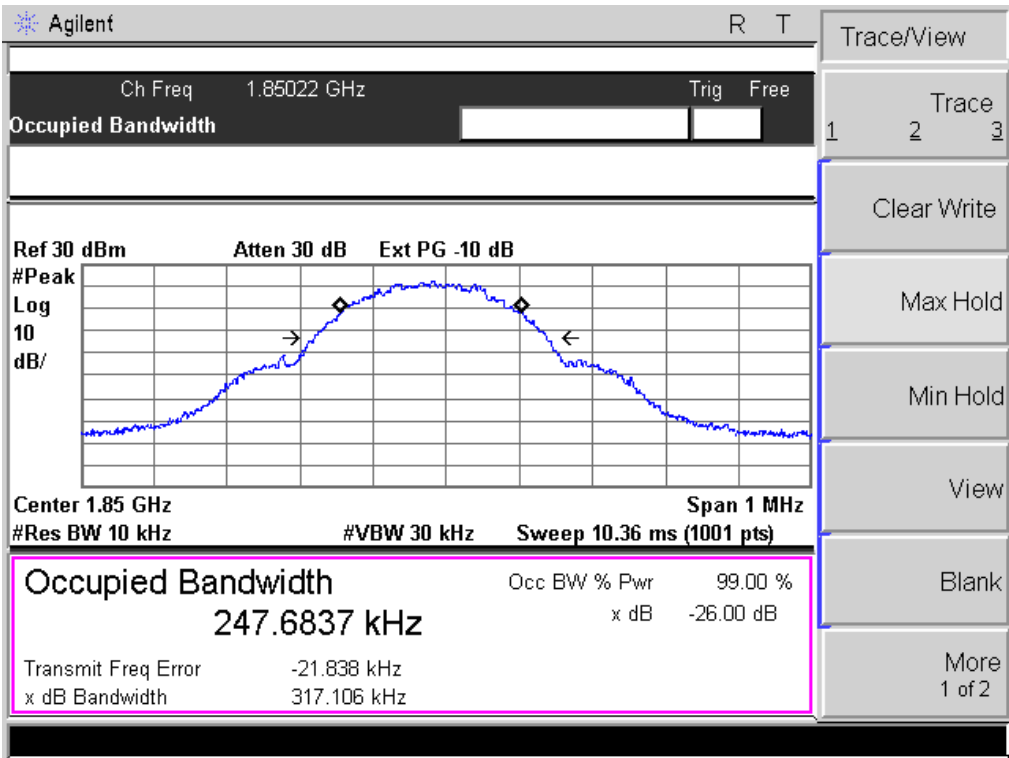 Agilent R T
Trace/View
Ch Freq 1.85022 GHz Trig Free
Occupied Bandwidth
Trace
1 2 3
Clear Write
Ref 30 dBm Atten 30 dB Ext PG -10 dB
#Peak
Log
10
dB/
Max Hold
Min Hold
View
Center 1.85 GHz Span 1 MHz
#Res BW 10 kHz #VBW 30 kHz Sweep 10.36 ms (1001 pts)
Occupied Bandwidth Occ BW % Pwr 99.00 %
247.6837 kHz x dB -26.00 dB
Transmit Freq Error -21.838 kHz
x dB Bandwidth 317.106 kHz
Blank
More
1 of 2